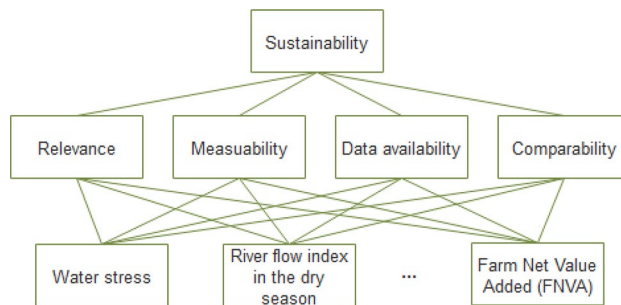 Sustainability
Relevance
Measuability
Data availability
Comparability
Water stress
River flow index
in the dry
season
...
Farm Net Value
Added (FNVA)